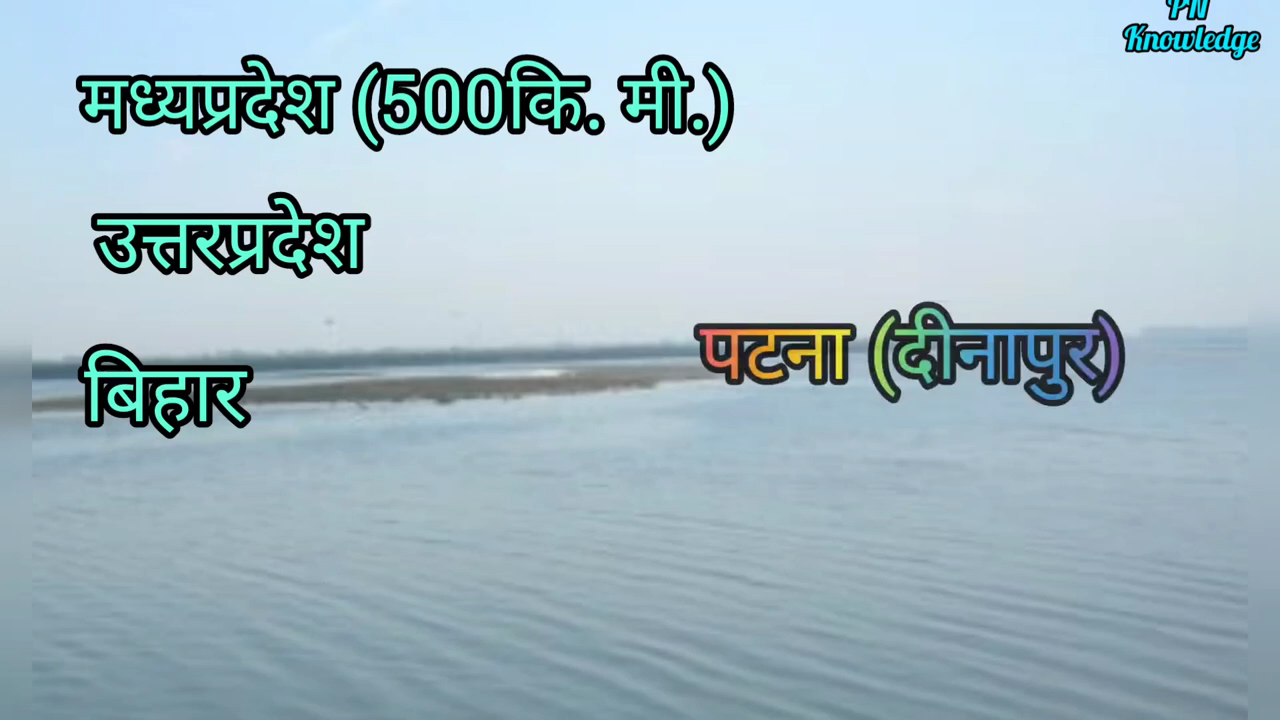 PN
Knowledge
मध्यप्रदेश (500कि. मी.)
उत्तरप्रदेश
बिहार
पटना (दीनापुर)